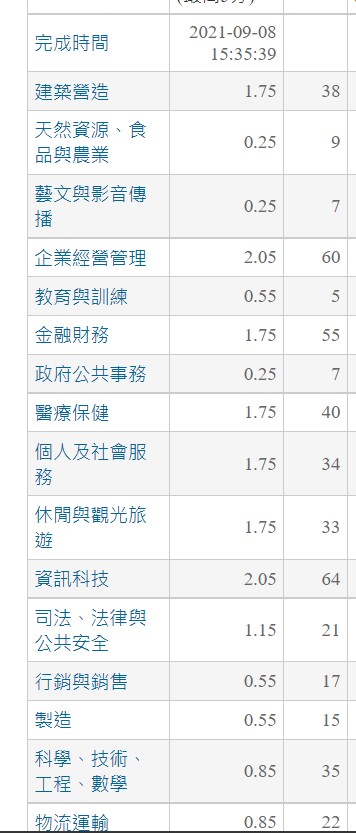 完成時間 2021-09-08
15:35:39
建築營造 1.75 38
天然資源、食
品與農業 0.25 9
藝文與影音傳
播 0.25 7
企業經營管理 2.05 60
教育與訓練 0.55 5
金融財務 1.75 55
政府公共事務 0.25 7
醫療保健 1.75 40
個人及社會服
務 1.75 34
休閒與觀光旅
遊 1.75 33
資訊科技 2.05 64
司法、法律與
公共安全 1.15 21
行銷與銷售 0.55 17
製造 0.55 15
科學、技術、
工程、數學 0.85 35
物流運輸 0.85 22